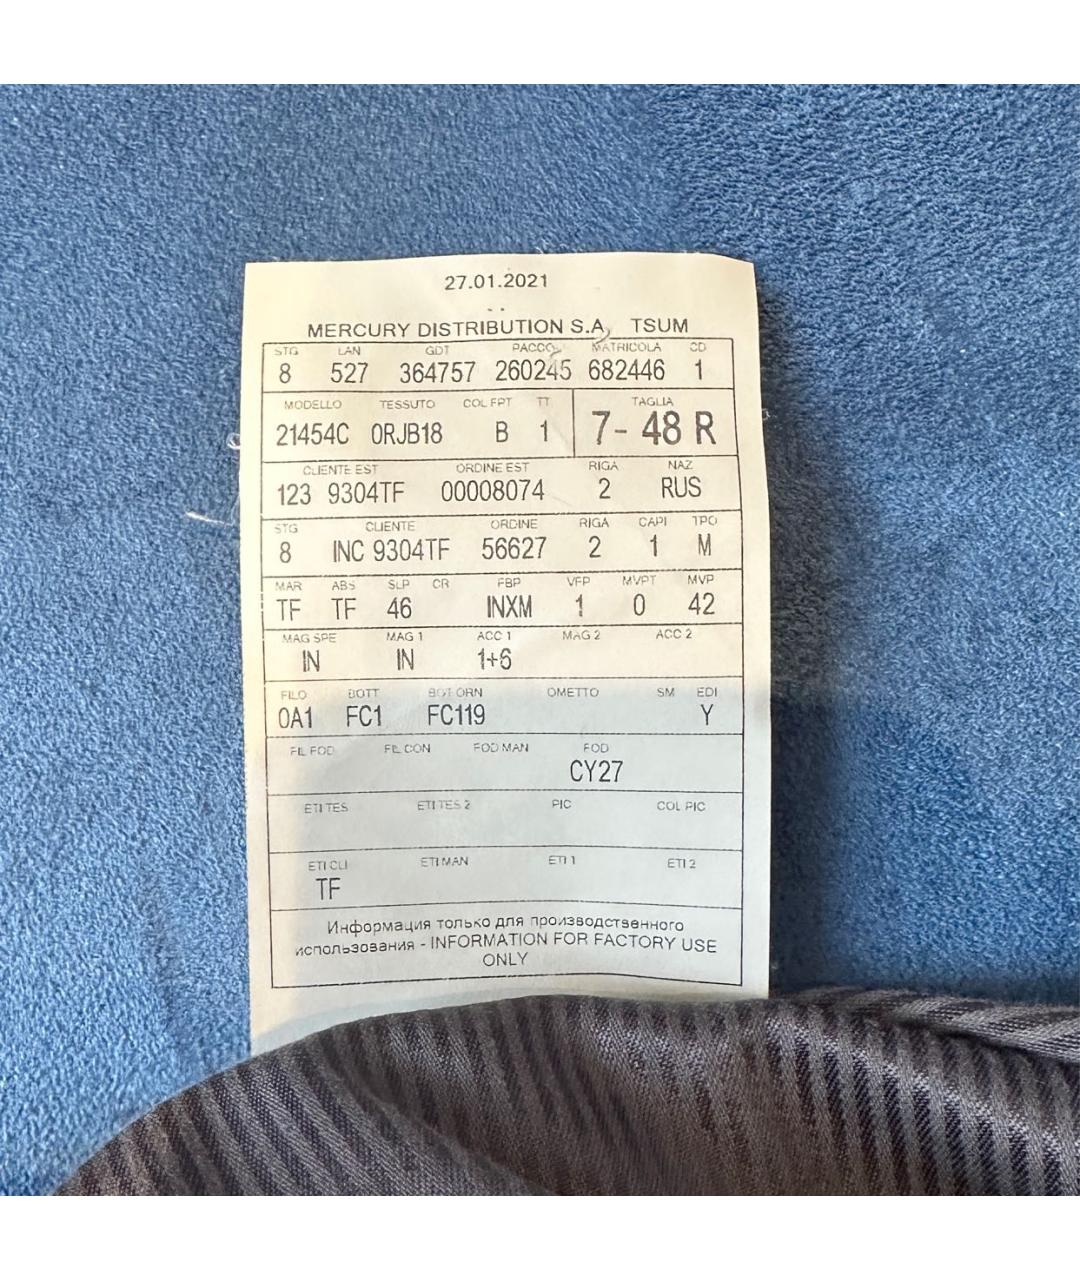 27.01.2021
MERCURY DISTRIBUTION S.A. TSUM
STG LAN GDT PACCO MATRICOLA CD
8 527 364757 260245 682446 1
MODELLO TESSUTO COL FPT TT TAGLIA
21454C 0RJB18 B 1 7- 48 R
CLIENTE EST ORDINE EST RIGA NAZ
123 9304TF 00008074 2 RUS
STG CLIENTE ORDINE RIGA CAPI TPO
8 INC 9304TF 56627 2 1 M
MAR ABS SLP CR FBP VFP MVPT MVP
TF TF 46 INXM 1 0 42
MAG SPE MAG 1 ACC 1 MAG 2 ACC 2
IN IN 1+6
FILO BOTT BOT ORN OMETTO SM EDI
0A1 FC1 FC119 Y
FIL FOD FIL CON FOD MAN FOD
CY27
ETI TES ETI TES 2 PIC COL PIC
ETI CLI ETI MAN ETI 1 ETI 2
TF
Информация только для производственного
использования - INFORMATION FOR FACTORY USE
ONLY